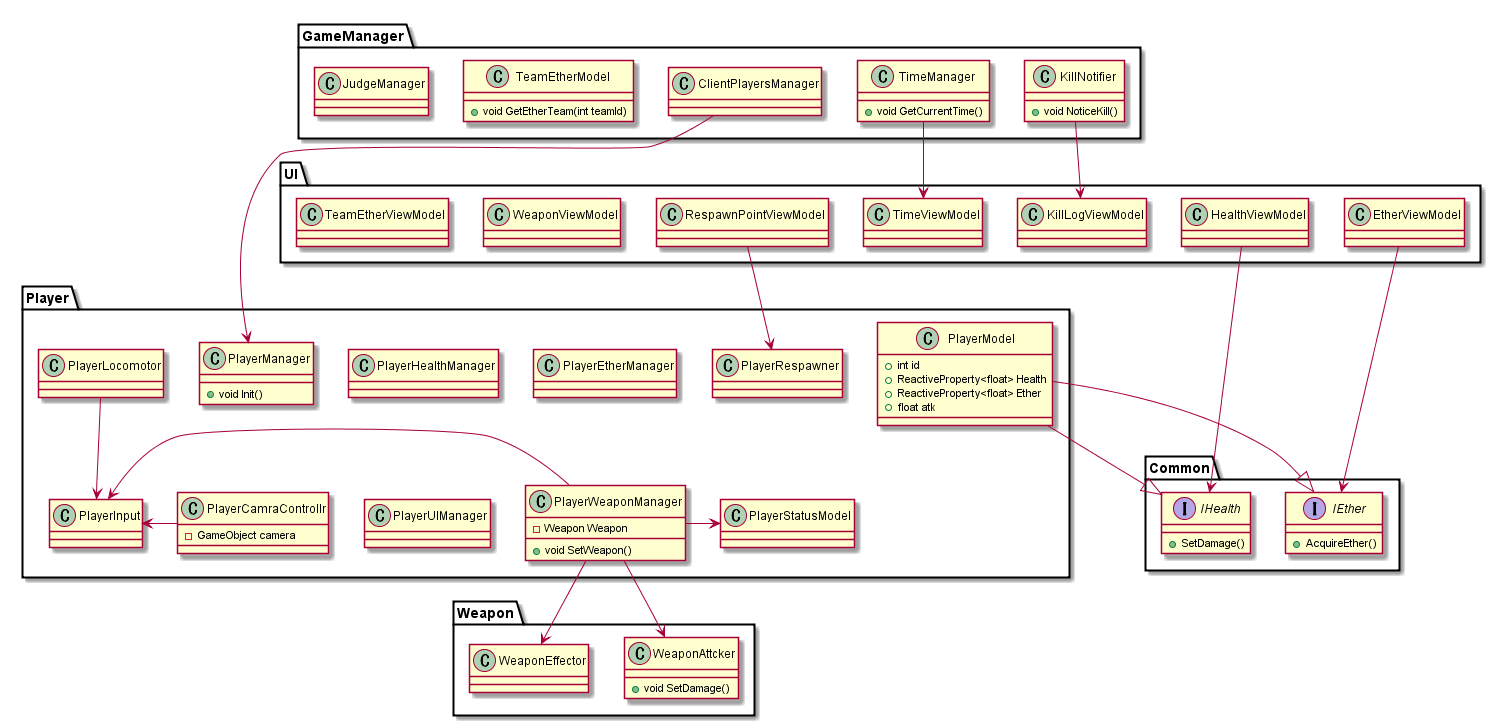 GameManager
C JudgeManager
C TeamEtherModel
void GetEtherTeam(int teamId)
C ClientPlayersManager
C TimeManager
void GetCurrentTime()
C KillNotifier
void NoticeKill()
UI
C TeamEtherViewModel
C WeaponViewModel
C RespawnPointViewModel
C TimeViewModel
C KillLogViewModel
C HealthViewModel
C EtherViewModel
Player
C PlayerLocomotor
C PlayerManager
void Init()
C PlayerHealthManager
C PlayerEtherManager
C PlayerRespawner
C PlayerModel
int id
ReactiveProperty<float> Health
ReactiveProperty<float> Ether
float atk
C PlayerInput
C PlayerCamraControllr
GameObject camera
C PlayerUIManager
C PlayerWeaponManager
Weapon Weapon
void SetWeapon()
C PlayerStatusModel
Common
I IHealth
SetDamage()
I IEther
AcquireEther()
Weapon
C WeaponEffector
C WeaponAttcker
void SetDamage()